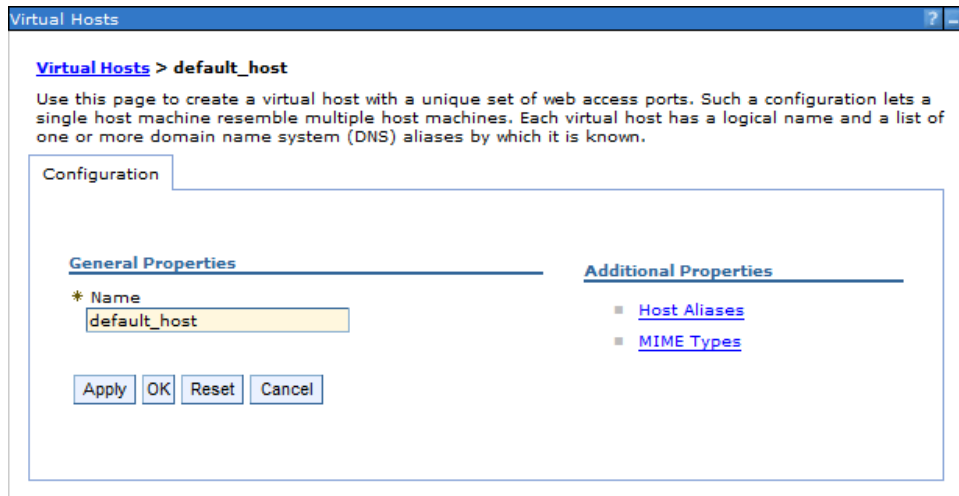 Virtual Hosts
? -
Virtual Hosts > default_host
Use this page to create a virtual host with a unique set of web access ports. Such a configuration lets a
single host machine resemble multiple host machines. Each virtual host has a logical name and a list of
one or more domain name system (DNS) aliases by which it is known.
Configuration
General Properties
* Name
default_host
Apply OK Reset Cancel
Additional Properties
Host Aliases
MIME Types